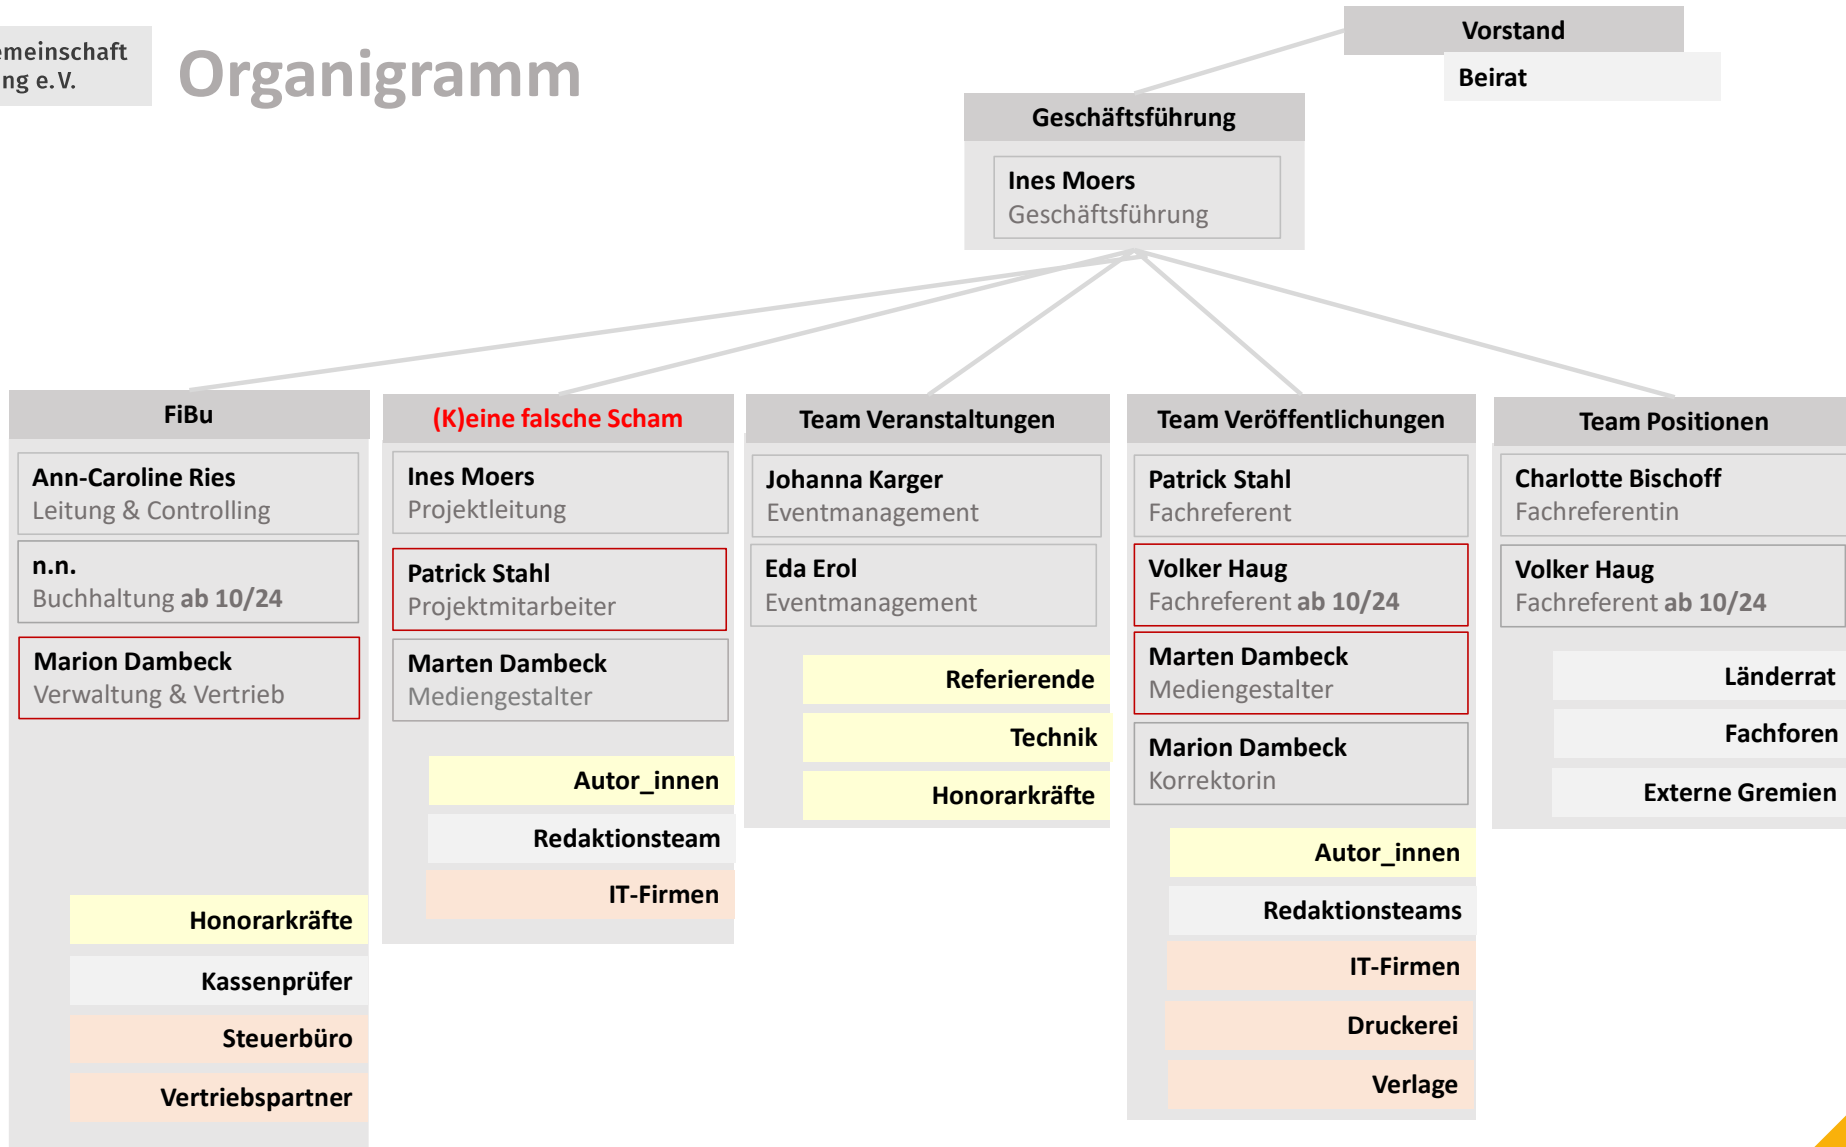 emeinschaft
ng e.V.
Organigramm
Vorstand
Beirat
Geschäftsführung
Ines Moers
Geschäftsführung
FiBu
Ann-Caroline Ries
Leitung & Controlling
n.n.
Buchhaltung ab 10/24
Marion Dambeck
Verwaltung & Vertrieb
Honorarkräfte
Kassenprüfer
Steuerbüro
Vertriebspartner
(K)eine falsche Scham
Ines Moers
Projektleitung
Patrick Stahl
Projektmitarbeiter
Marten Dambeck
Mediengestalter
Autor_innen
Redaktionsteam
IT-Firmen
Team Veranstaltungen
Johanna Karger
Eventmanagement
Eda Erol
Eventmanagement
Referierende
Technik
Honorarkräfte
Team Veröffentlichungen
Patrick Stahl
Fachreferent
Volker Haug
Fachreferent ab 10/24
Marten Dambeck
Mediengestalter
Marion Dambeck
Korrektorin
Autor_innen
Redaktionsteams
IT-Firmen
Druckerei
Verlage
Team Positionen
Charlotte Bischoff
Fachreferentin
Volker Haug
Fachreferent ab 10/24
Länderrat
Fachforen
Externe Gremien